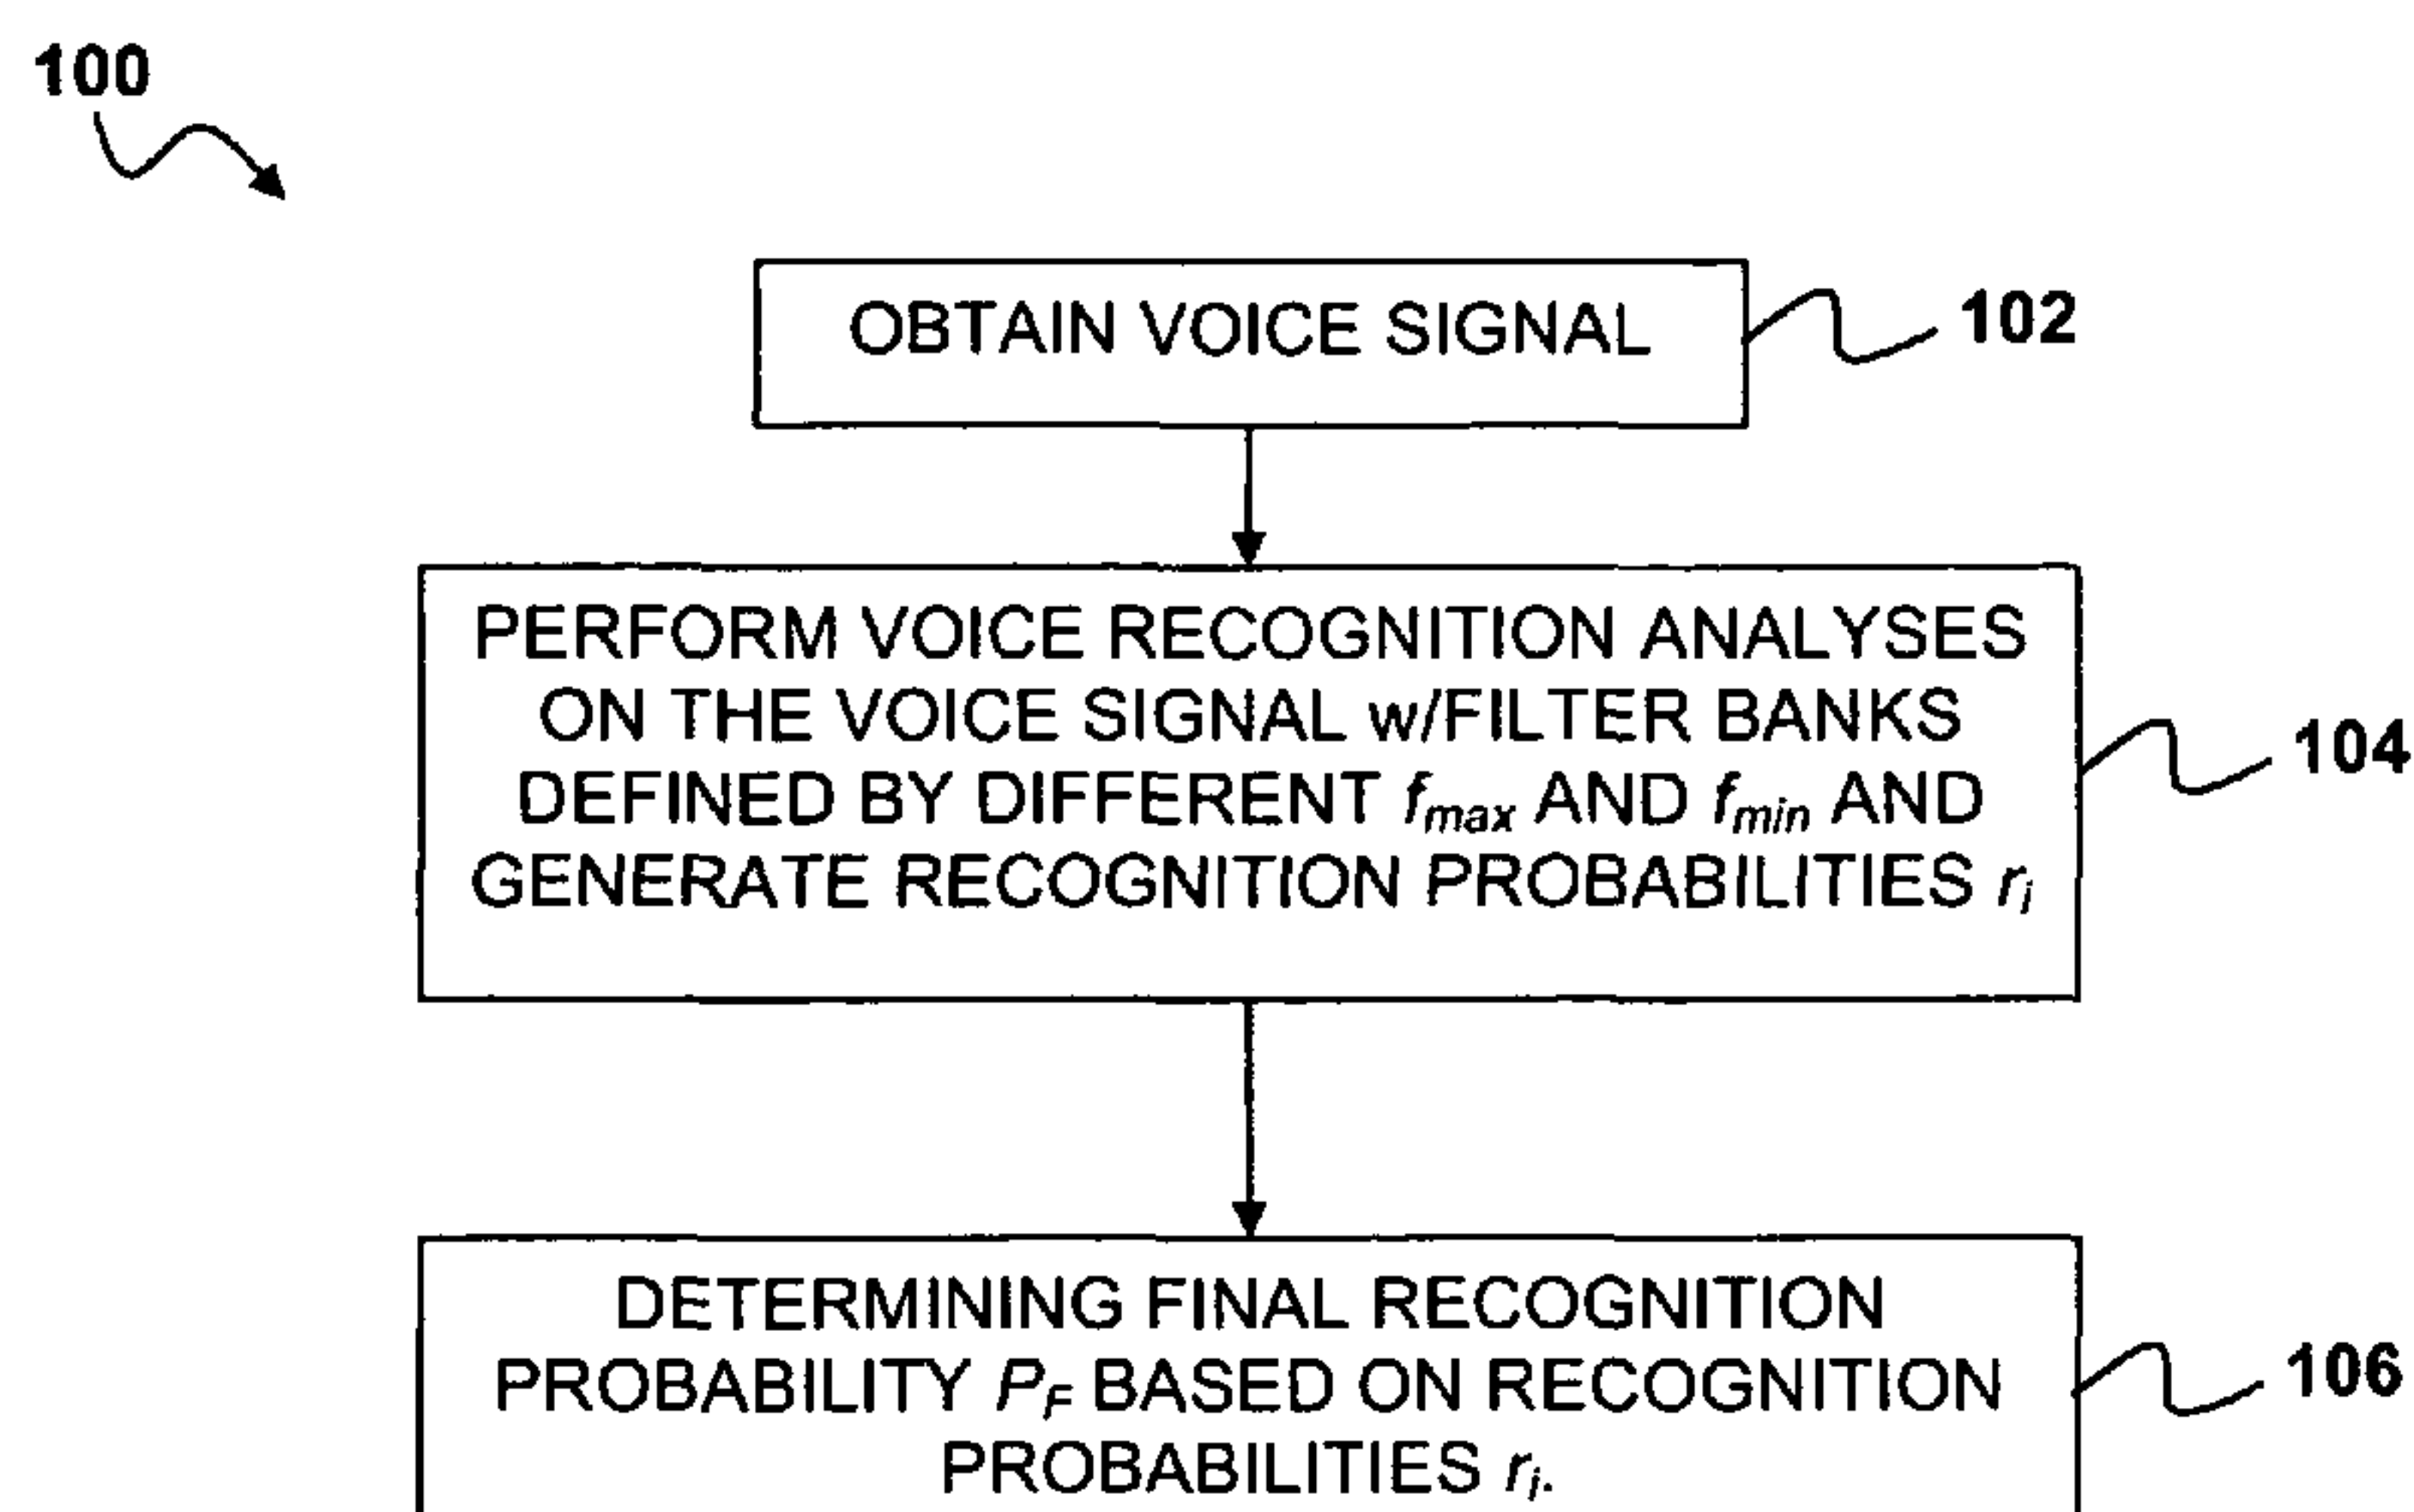 100
OBTAIN VOICE SIGNAL
102
PERFORM VOICE RECOGNITION ANALYSES
ON THE VOICE SIGNAL w/FILTER BANKS
DEFINED BY DIFFERENT fmax AND fmin AND
GENERATE RECOGNITION PROBABILITIES ri
104
DETERMINING FINAL RECOGNITION
PROBABILITY PF BASED ON RECOGNITION
PROBABILITIES ri.
106